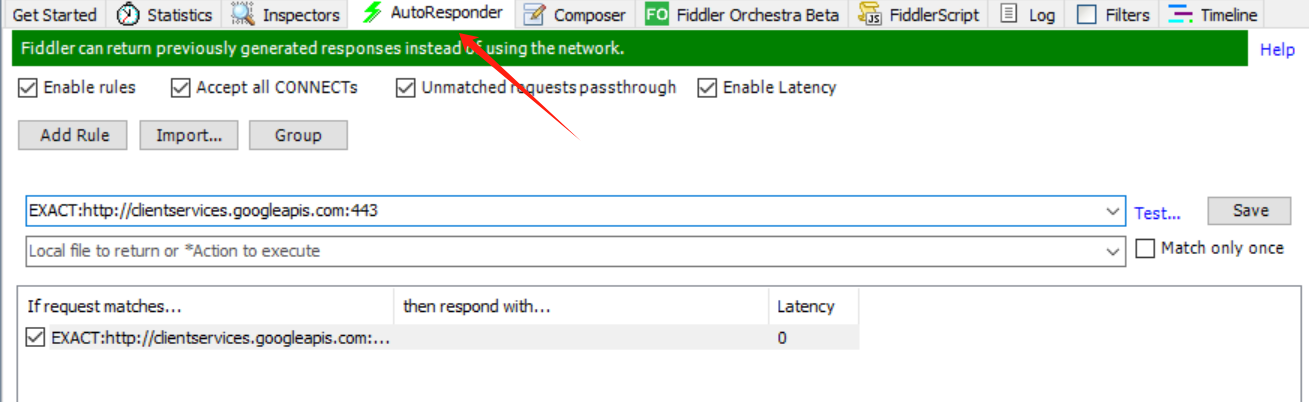 Get Started Statistics Inspectors AutoResponder Composer FO Fiddler Orchestra Beta JS FiddlerScript Log Filters Timeline
Fiddler can return previously generated responses instead of using the network. Help
Enable rules Accept all CONNECTs Unmatched requests passthrough Enable Latency
Add Rule Import... Group
EXACT:http://clientservices.googleapis.com:443 Test... Save
Local file to return or *Action to execute Match only once
If request matches... then respond with... Latency
EXACT:http://clientservices.googleapis.com:... 0